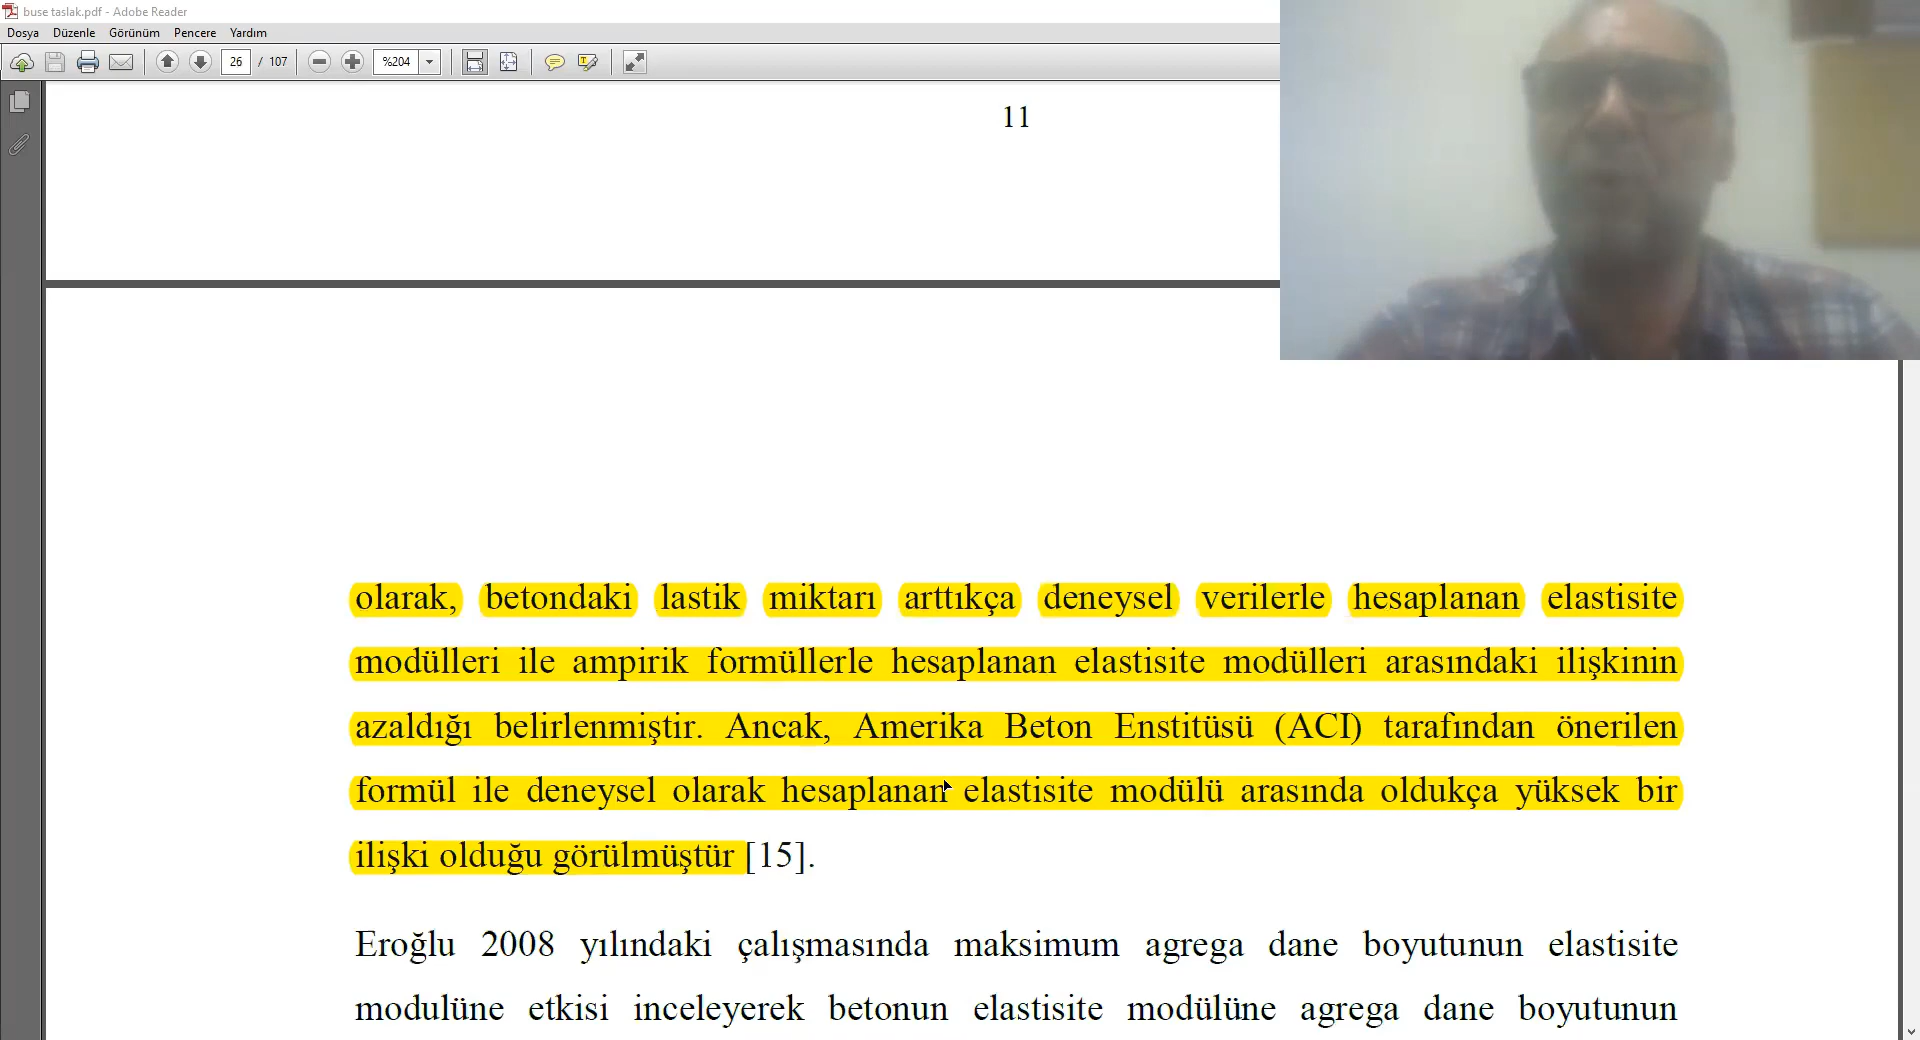 buse taslak.pdf - Adobe Reader
Dosya Düzenle Görünüm Pencere Yardım
26 / 107 %204
11
olarak, betondaki lastik miktarı arttıkça deneysel verilerle hesaplanan elastisite
modülleri ile ampirik formüllerle hesaplanan elastisite modülleri arasındaki ilişkinin
azaldığı belirlenmiştir. Ancak, Amerika Beton Enstitüsü (ACI) tarafından önerilen
formül ile deneysel olarak hesaplanan elastisite modülü arasında oldukça yüksek bir
ilişki olduğu görülmüştür [15].
Eroğlu 2008 yılındaki çalışmasında maksimum agrega dane boyutunun elastisite
modulüne etkisi inceleyerek betonun elastisite modülüne agrega dane boyutunun